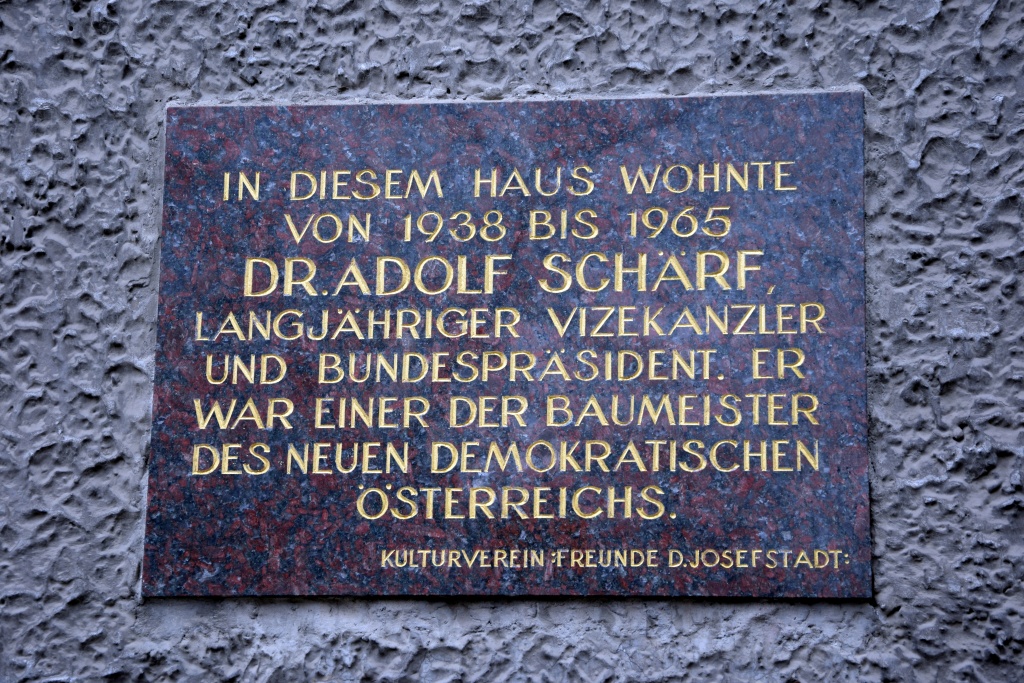 IN DIESEM HAUS WOHNTE
VON 1938 BIS 1965
DR. ADOLF SCHÄRF,
LANGJÄHRIGER VIZEKANZLER
UND BUNDESPRÄSIDENT. ER
WAR EINER DER BAUMEISTER
DES NEUEN DEMOKRATISCHEN
ÖSTERREICHS.
KULTURVEREIN :FREUNDE D.JOSEFSTADT: